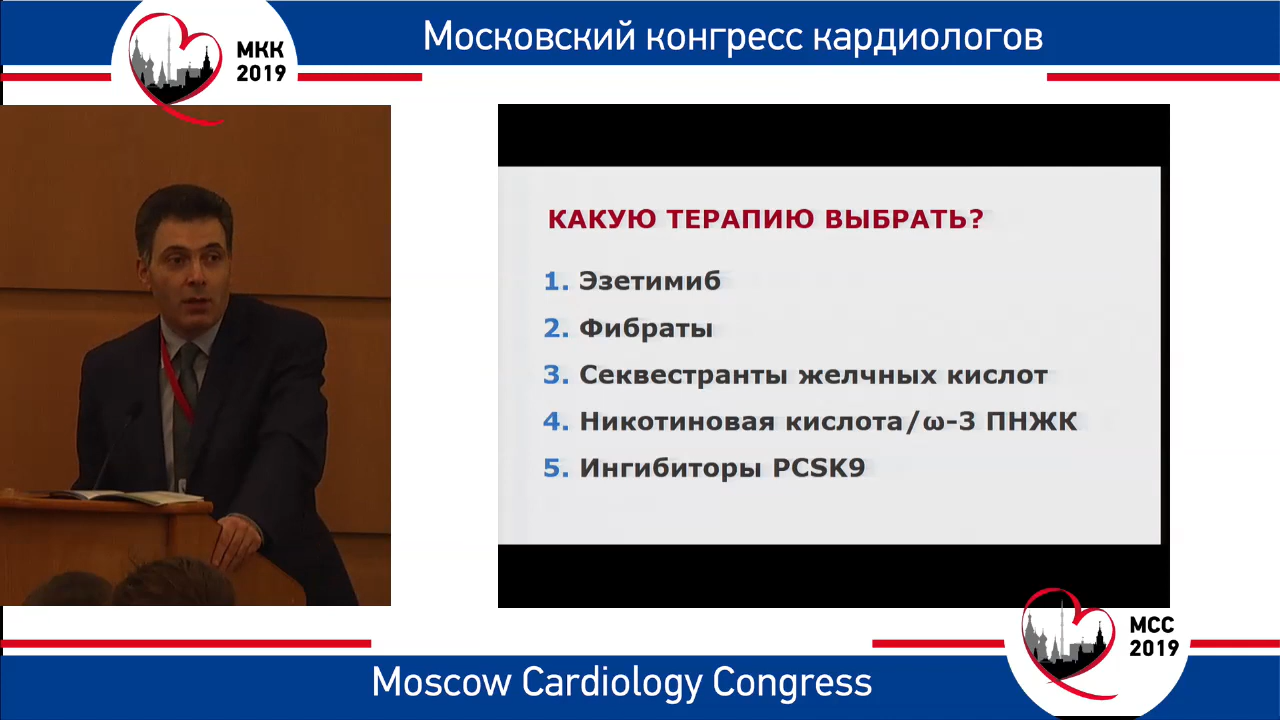 Московский конгресс кардиологов
МКК
2019
КАКУЮ ТЕРАПИЮ ВЫБРАТЬ?
1. Эзетимиб
2. Фибраты
3. Секвестранты желчных кислот
4. Никотиновая кислота/ω-3 ПНЖК
5. Ингибиторы PCSK9
MCC
2019
Moscow Cardiology Congress